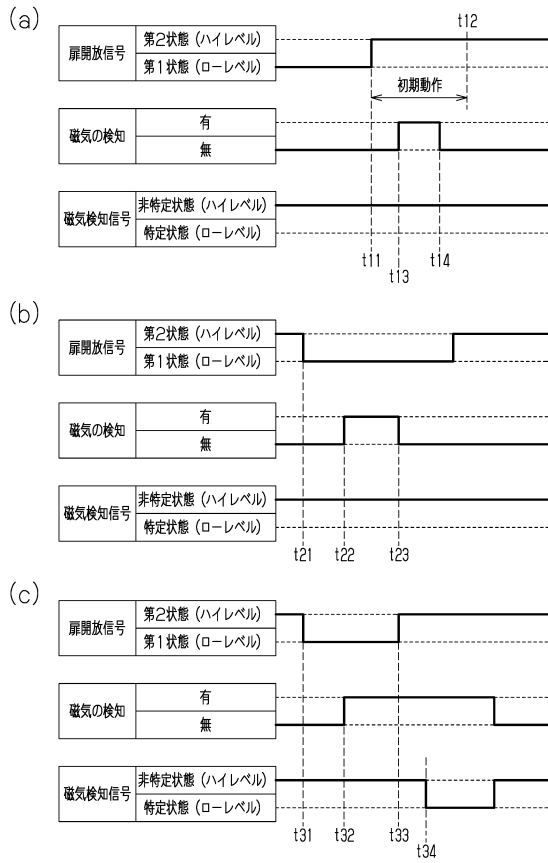 (a)
t12
扉開放信号
第2状態(ハイレベル)
第1状態(ローレベル)
初期動作
磁気の検知
有
無
磁気検知信号
非特定状態(ハイレベル)
特定状態(ローレベル)
t11
t13
t14
(b)
扉開放信号
第2状態(ハイレベル)
第1状態(ローレベル)
磁気の検知
有
無
磁気検知信号
非特定状態(ハイレベル)
特定状態(ローレベル)
t21
t22
t23
(c)
扉開放信号
第2状態(ハイレベル)
第1状態(ローレベル)
磁気の検知
有
無
磁気検知信号
非特定状態(ハイレベル)
特定状態(ローレベル)
t31
t32
t33
t34